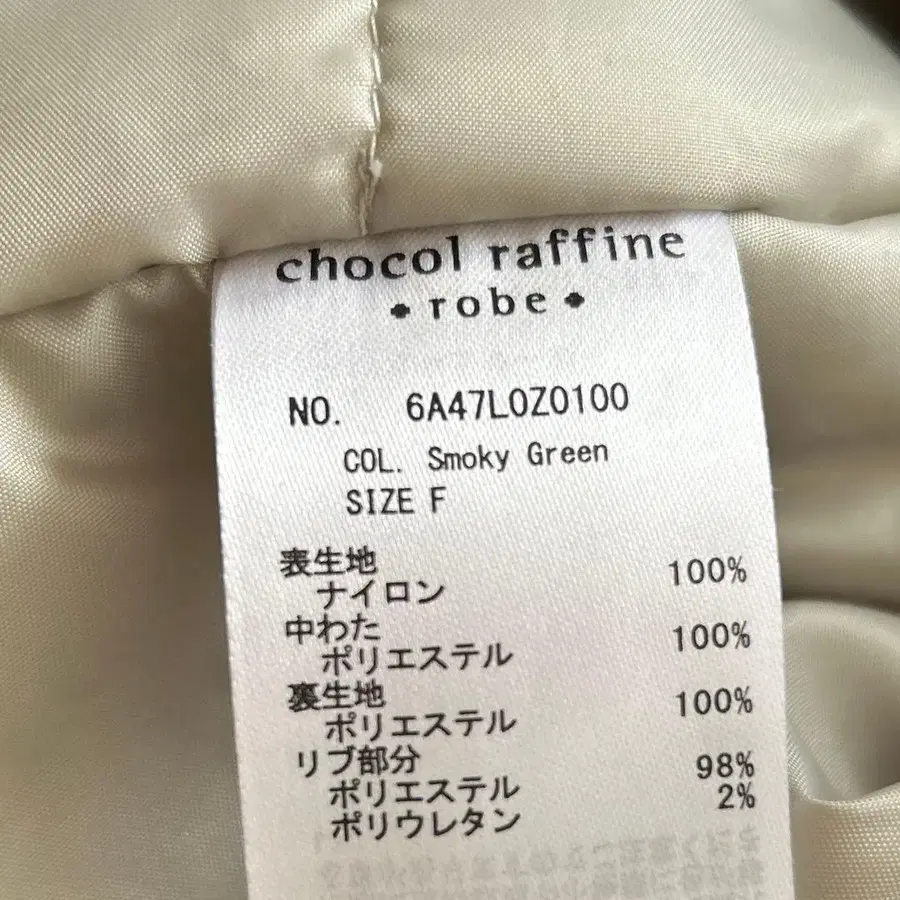 chocol raffine
robe
NO. 6A47L0Z0100
COL. Smoky Green
SIZE F
表生地
ナイロン 100%
中わた
ポリエステル 100%
裏生地
ポリエステル 100%
リブ部分
ポリエステル 98%
ポリウレタン 2%